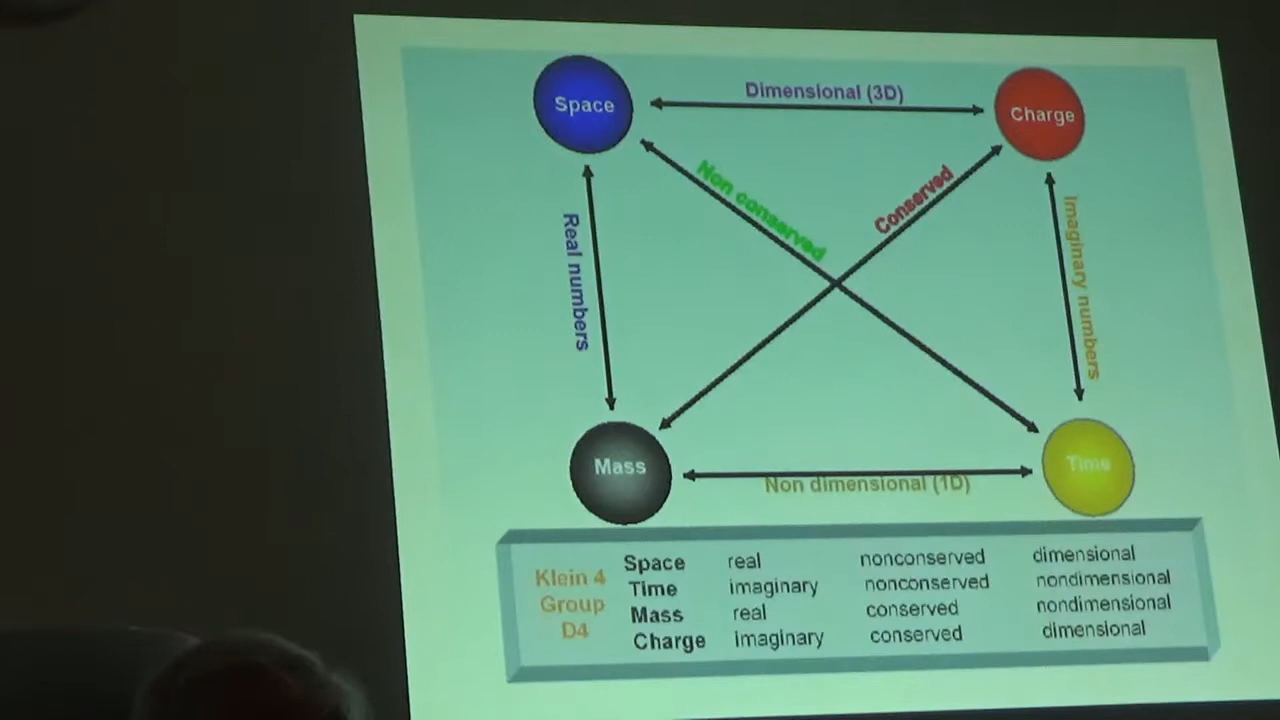 Space
Dimensional (3D)
Charge
Non conserved
Conserved
Real numbers
Imaginary numbers
Mass
Non dimensional (1D)
Time
Klein 4
Group
D4
Space real nonconserved dimensional
Time imaginary nonconserved nondimensional
Mass real conserved nondimensional
Charge imaginary conserved dimensional